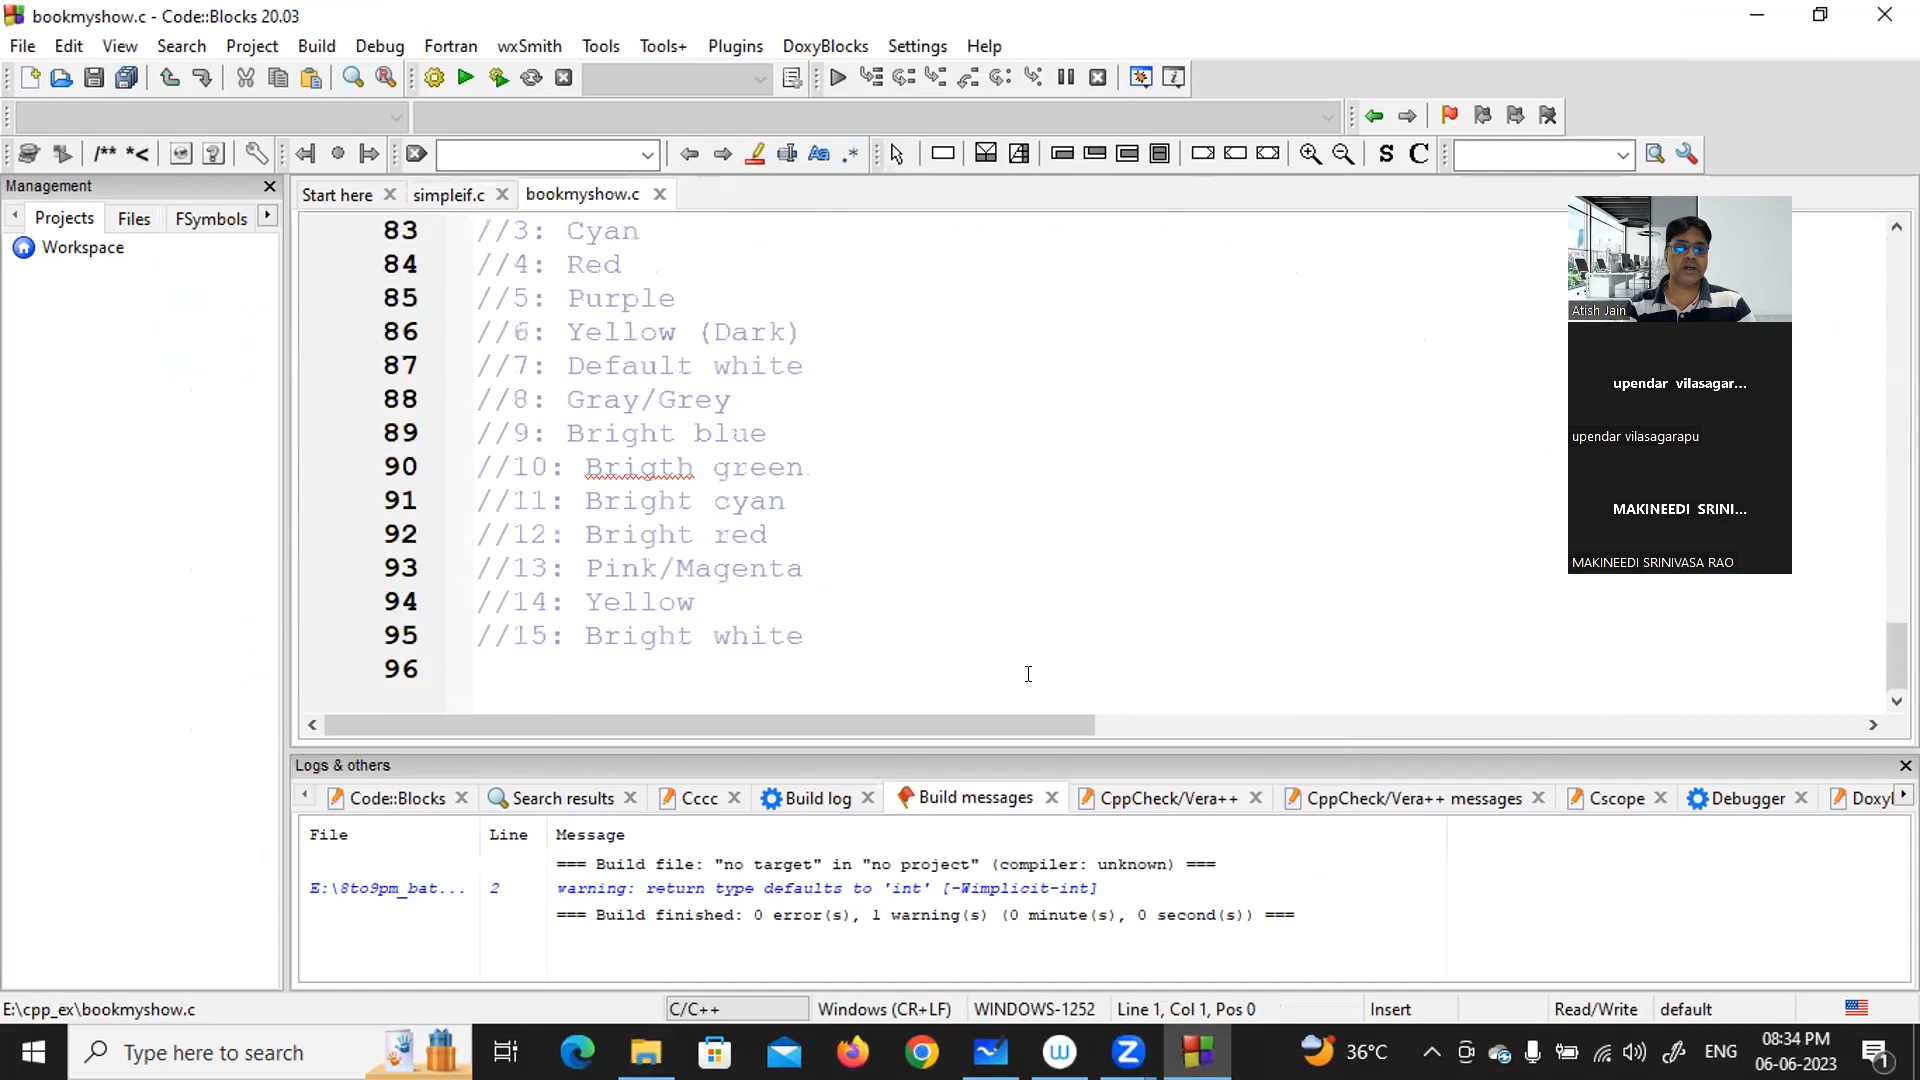 bookmyshow.c - Code::Blocks 20.03
File Edit View Search Project Build Debug Fortran wxSmith Tools Tools+ Plugins DoxyBlocks Settings Help
/** *< Aa .* S C
Management
Projects Files FSymbols
Workspace
Start here simpleif.c bookmyshow.c
83 //3: Cyan
84 //4: Red
85 //5: Purple
86 //6: Yellow (Dark)
87 //7: Default white
88 //8: Gray/Grey
89 //9: Bright blue
90 //10: Brigth green
91 //11: Bright cyan
92 //12: Bright red
93 //13: Pink/Magenta
94 //14: Yellow
95 //15: Bright white
96
Atish Jain
upendar vilasagar...
upendar vilasagarapu
MAKINEEDI SRINI...
MAKINEEDI SRINIVASA RAO
Logs & others
Code::Blocks Search results Cccc Build log Build messages CppCheck/Vera++ CppCheck/Vera++ messages Cscope Debugger Doxyl
File Line Message
=== Build file: "no target" in "no project" (compiler: unknown) ===
E:\8to9pm_bat... 2 warning: return type defaults to 'int' [-Wimplicit-int]
=== Build finished: 0 error(s), 1 warning(s) (0 minute(s), 0 second(s)) ===
E:\cpp_ex\bookmyshow.c C/C++ Windows (CR+LF) WINDOWS-1252 Line 1, Col 1, Pos 0 Insert Read/Write default
Type here to search 36°C ENG 08:34 PM
06-06-2023 1